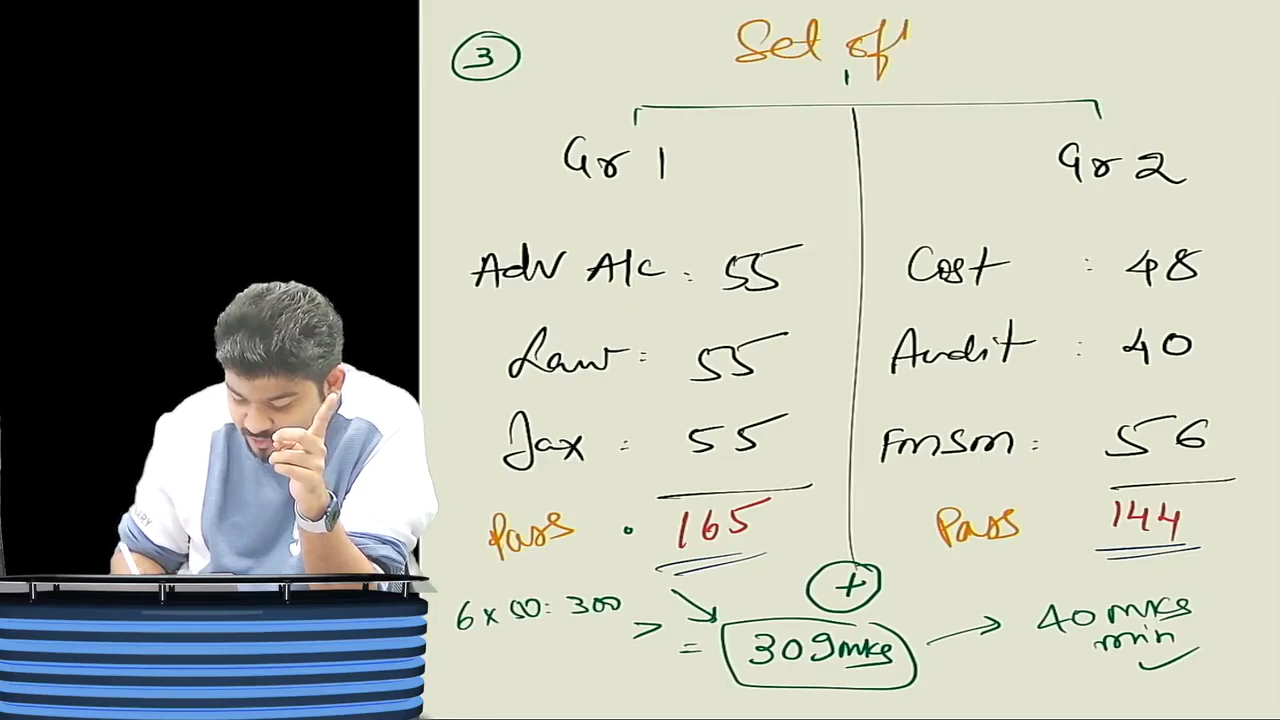 3
Set of
Gr 1
Gr 2
Adv A/c : 55
Law : 55
Tax : 55
Pass . 165
Cost : 48
Audit : 40
FMSM : 56
Pass 144
+
6 x 50 : 300
> = 309 mks → 40 mks
min